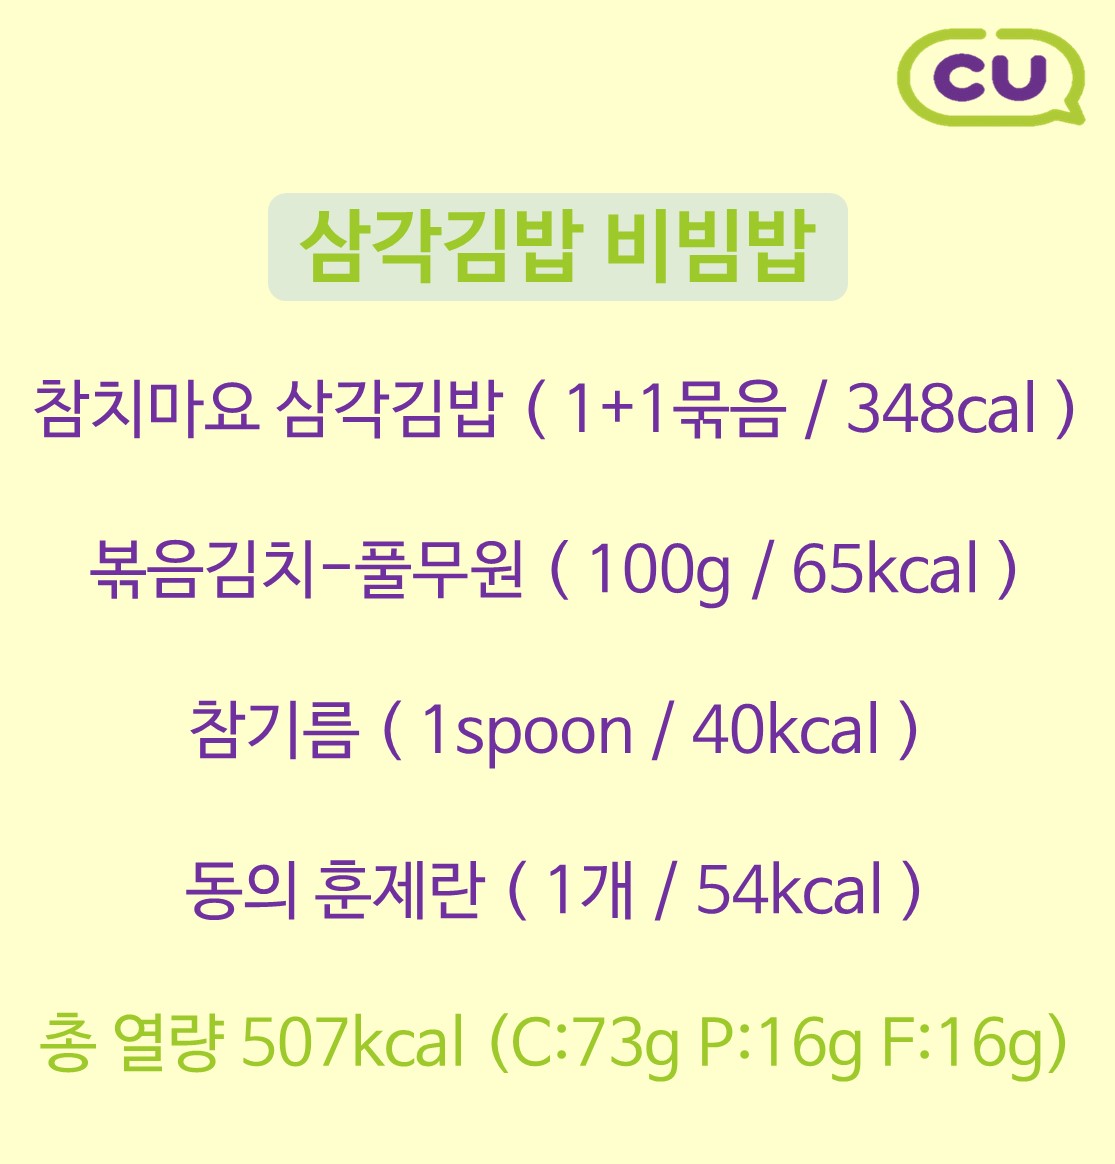 CU
삼각김밥 비빔밥
참치마요 삼각김밥 ( 1+1묶음 / 348cal )
볶음김치-풀무원 ( 100g / 65kcal )
참기름 ( 1spoon / 40kcal )
동의 훈제란 ( 1개 / 54kcal )
총 열량 507kcal (C:73g P:16g F:16g)